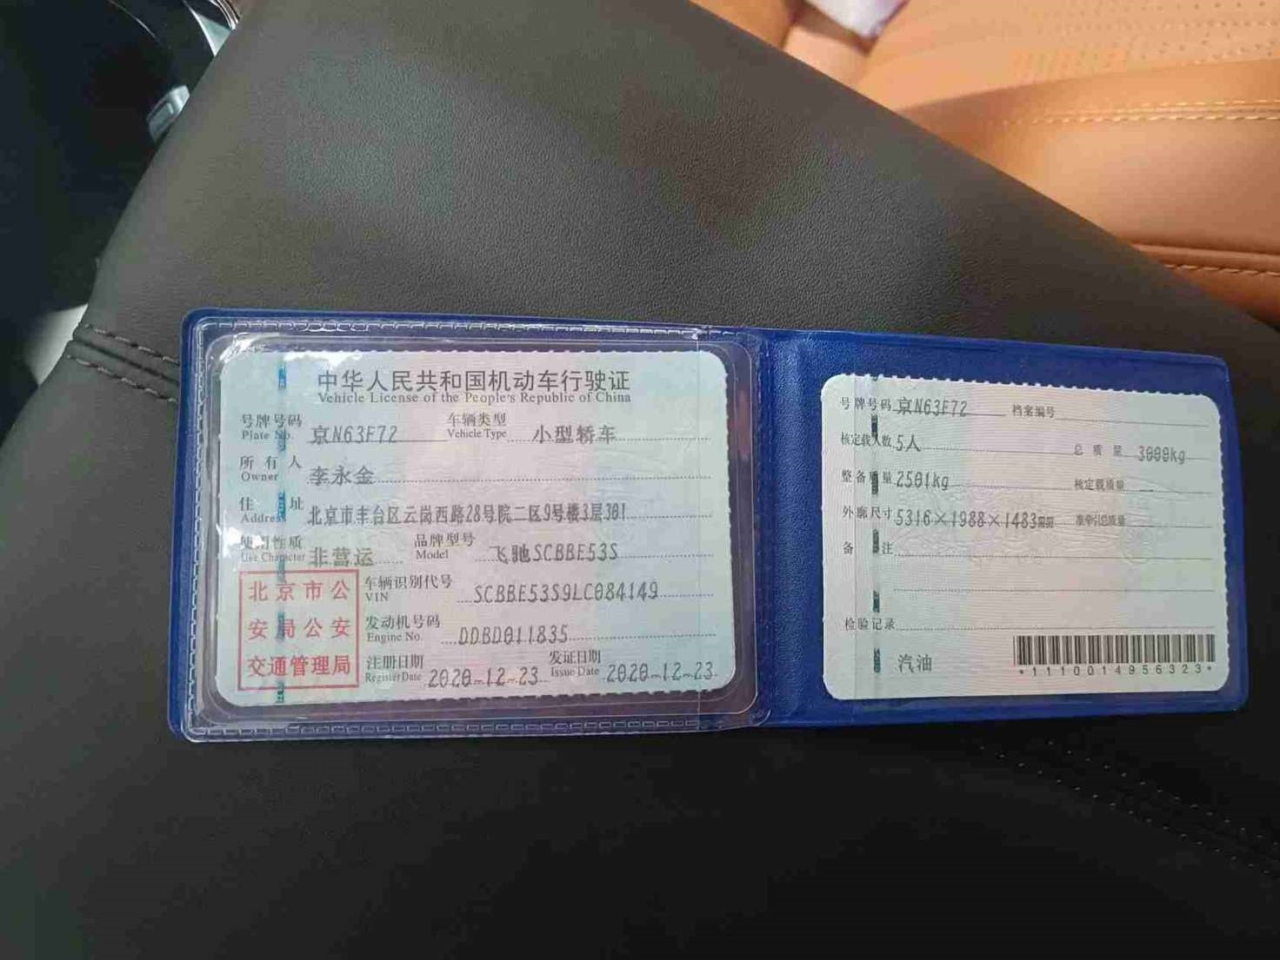 中华人民共和国机动车行驶证
Vehicle License of the People's Republic of China
号牌号码 京N63F72 车辆类型 小型轿车
Plate No. Vehicle Type
所有人 李永金
Owner
住址 北京市丰台区云岗西路28号院二区9号楼3层301
Address
使用性质 非营运 品牌型号 飞驰SCBBE53S
Use Character Model
北京市公
安局公安
交通管理局
车辆识别代号 SCBBE53S9LC084149
VIN
发动机号码 DDBD011835
Engine No.
注册日期 2020-12-23 发证日期 2020-12-23
Register Date Issue Date
号牌号码 京N63F72 档案编号
核定载人数 5人 总质量 3000kg
整备质量 2501kg 核定载质量
外廓尺寸 5316×1988×1483mm 准牵引总质量
备注
检验记录
汽油
*1110014956323*